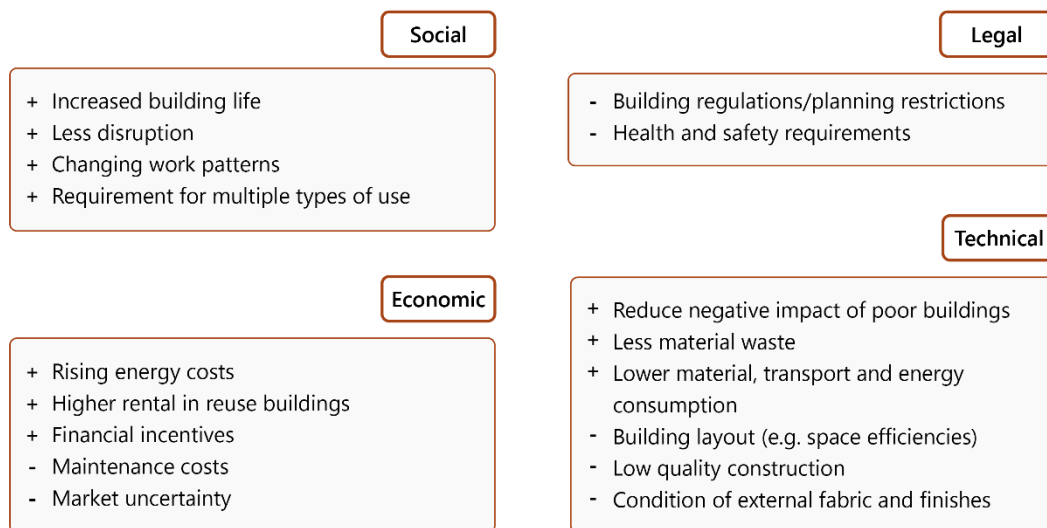 Social
+ Increased building life
+ Less disruption
+ Changing work patterns
+ Requirement for multiple types of use
Economic
+ Rising energy costs
+ Higher rental in reuse buildings
+ Financial incentives
- Maintenance costs
- Market uncertainty
Legal
- Building regulations/planning restrictions
- Health and safety requirements
Technical
+ Reduce negative impact of poor buildings
+ Less material waste
+ Lower material, transport and energy
consumption
- Building layout (e.g. space efficiencies)
- Low quality construction
- Condition of external fabric and finishes